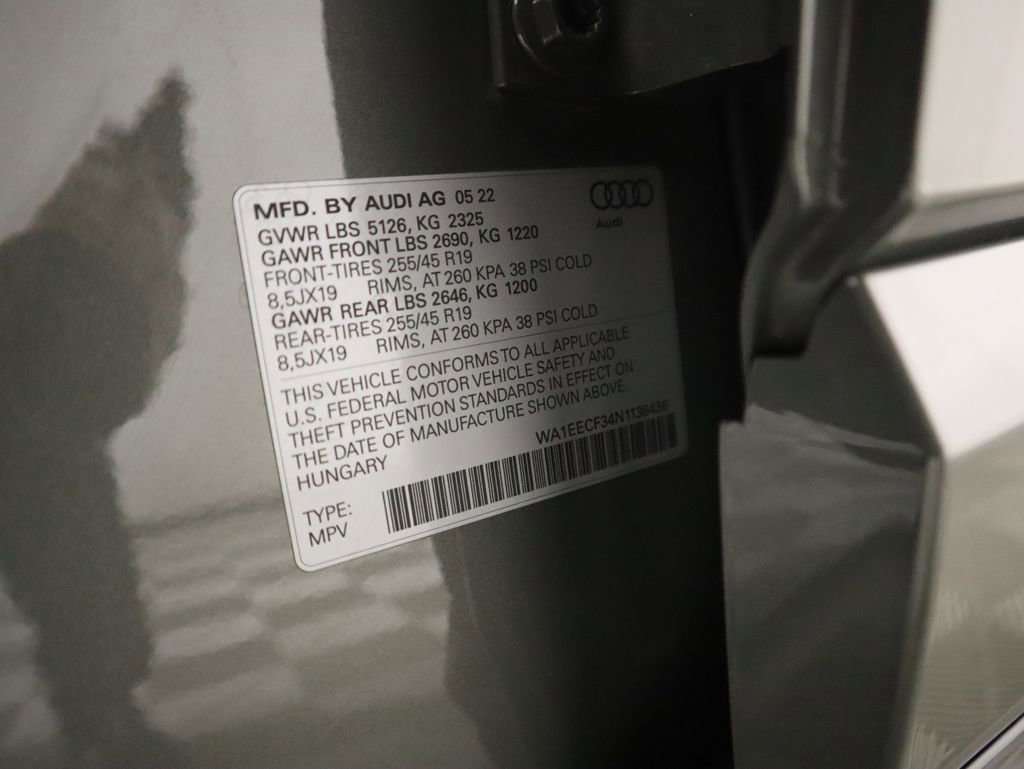 MFD. BY AUDI AG 05 22
Audi
GVWR LBS 5126, KG 2325
GAWR FRONT LBS 2690, KG 1220
FRONT-TIRES 255/45 R19
8,5JX19 RIMS, AT 260 KPA 38 PSI COLD
GAWR REAR LBS 2646, KG 1200
REAR-TIRES 255/45 R19
8,5JX19 RIMS, AT 260 KPA 38 PSI COLD
THIS VEHICLE CONFORMS TO ALL APPLICABLE
U.S. FEDERAL MOTOR VEHICLE SAFETY AND
THEFT PREVENTION STANDARDS IN EFFECT ON
THE DATE OF MANUFACTURE SHOWN ABOVE.
HUNGARY
WA1EECF34N1138436
TYPE:
MPV